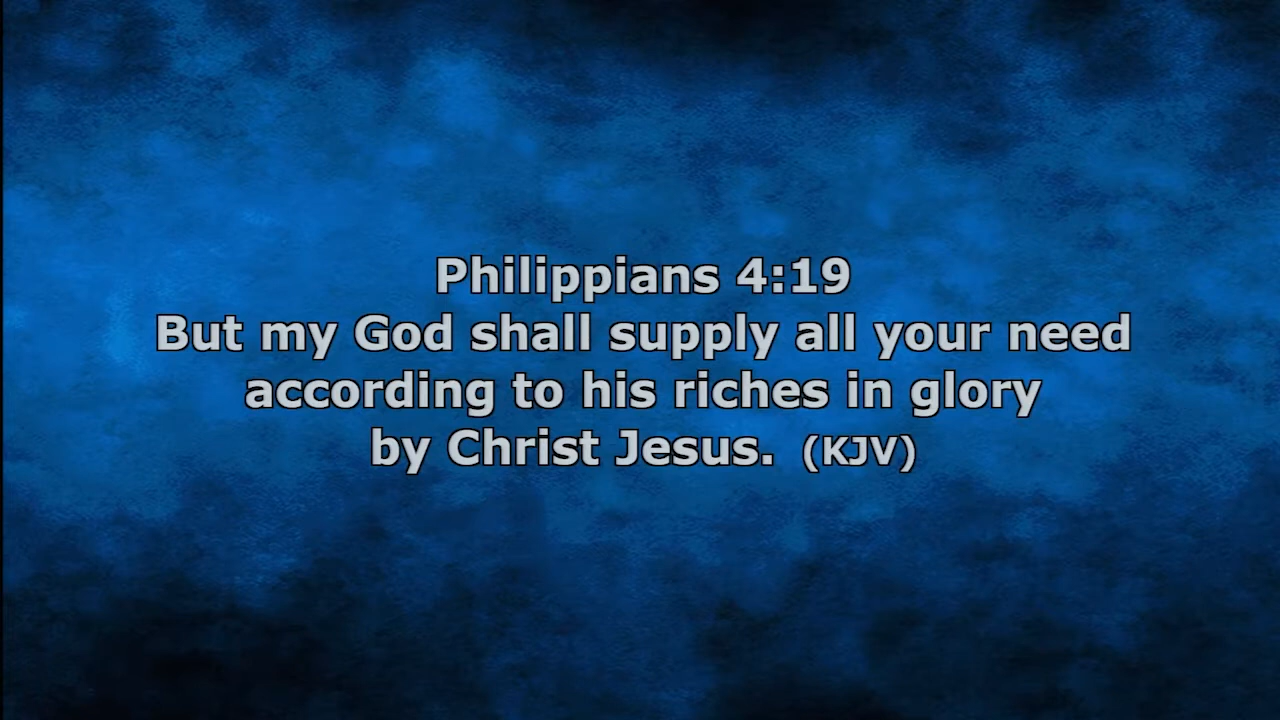 Philippians 4:19
But my God shall supply all your need
according to his riches in glory
by Christ Jesus. (KJV)